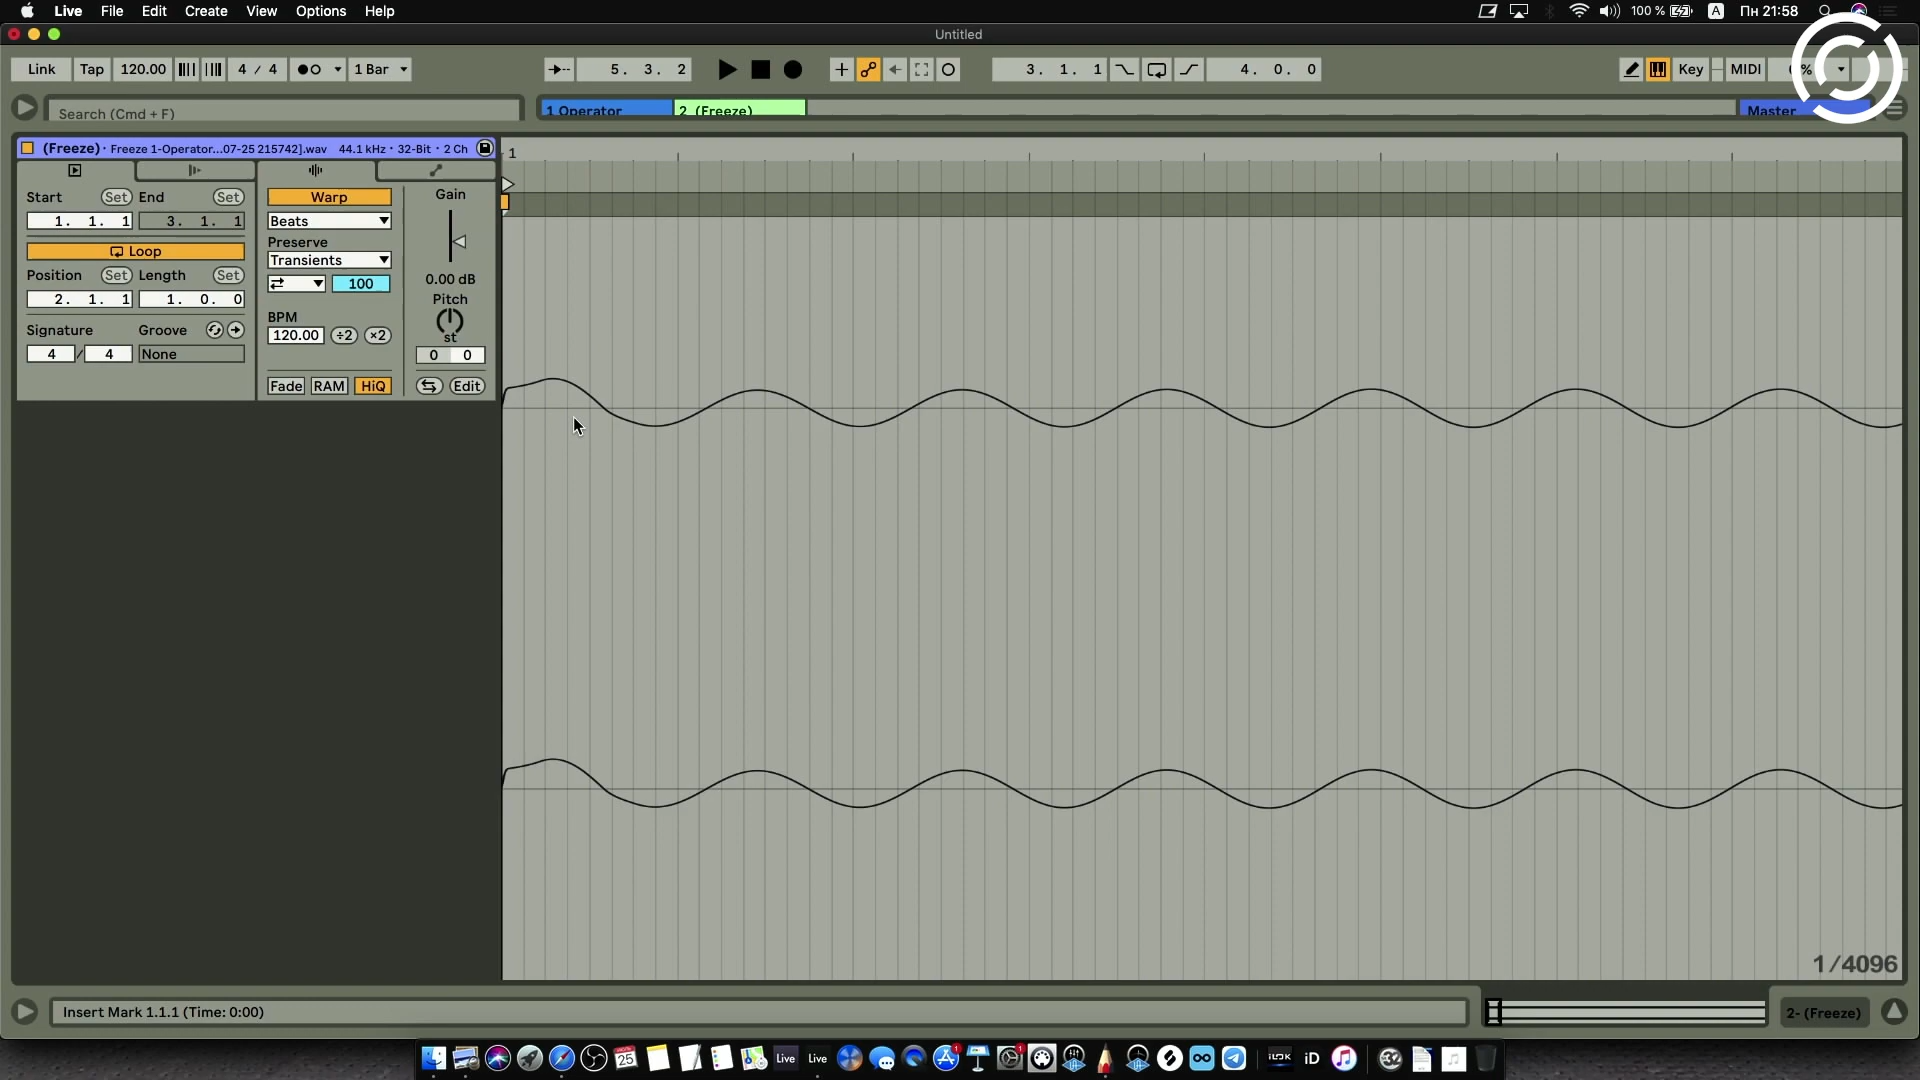 Live File Edit Create View Options Help 100 % A Пн 21:58
Untitled
Link Tap 120.00 4 / 4 1 Bar 5. 3. 2 3. 1. 1 4. 0. 0 Key MIDI
Search (Cmd + F) 1 Operator 2 (Freeze) Master
(Freeze) · Freeze 1-Operator...07-25 215742].wav 44.1 kHz · 32-Bit · 2 Ch 1
Start Set End Set Warp Gain
1. 1. 1 3. 1. 1 Beats
Preserve
Loop Transients
Position Set Length Set 0.00 dB
2. 1. 1 1. 0. 0 100 Pitch
BPM
Signature Groove 120.00 ÷2 ×2 st
4 / 4 None 0 0
Fade RAM HiQ Edit
1/4096
Insert Mark 1.1.1 (Time: 0:00) 2- (Freeze)
25 Live Live 1 1 iLOK iD